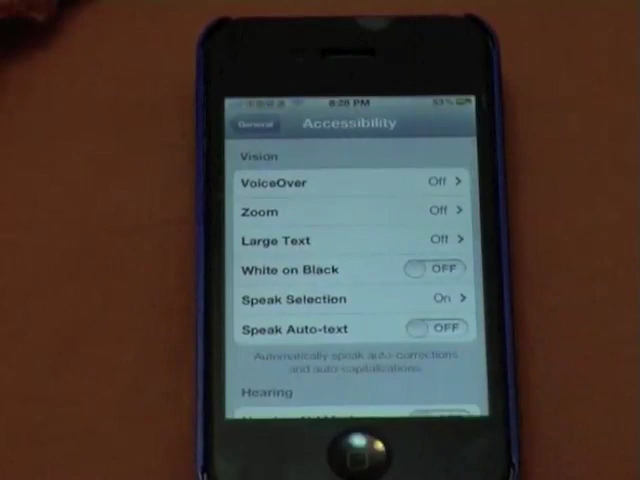 8:28 PM 53%
General Accessibility
Vision
VoiceOver Off
Zoom Off
Large Text Off
White on Black OFF
Speak Selection On
Speak Auto-text OFF
Automatically speak auto-corrections
and auto-capitalizations.
Hearing